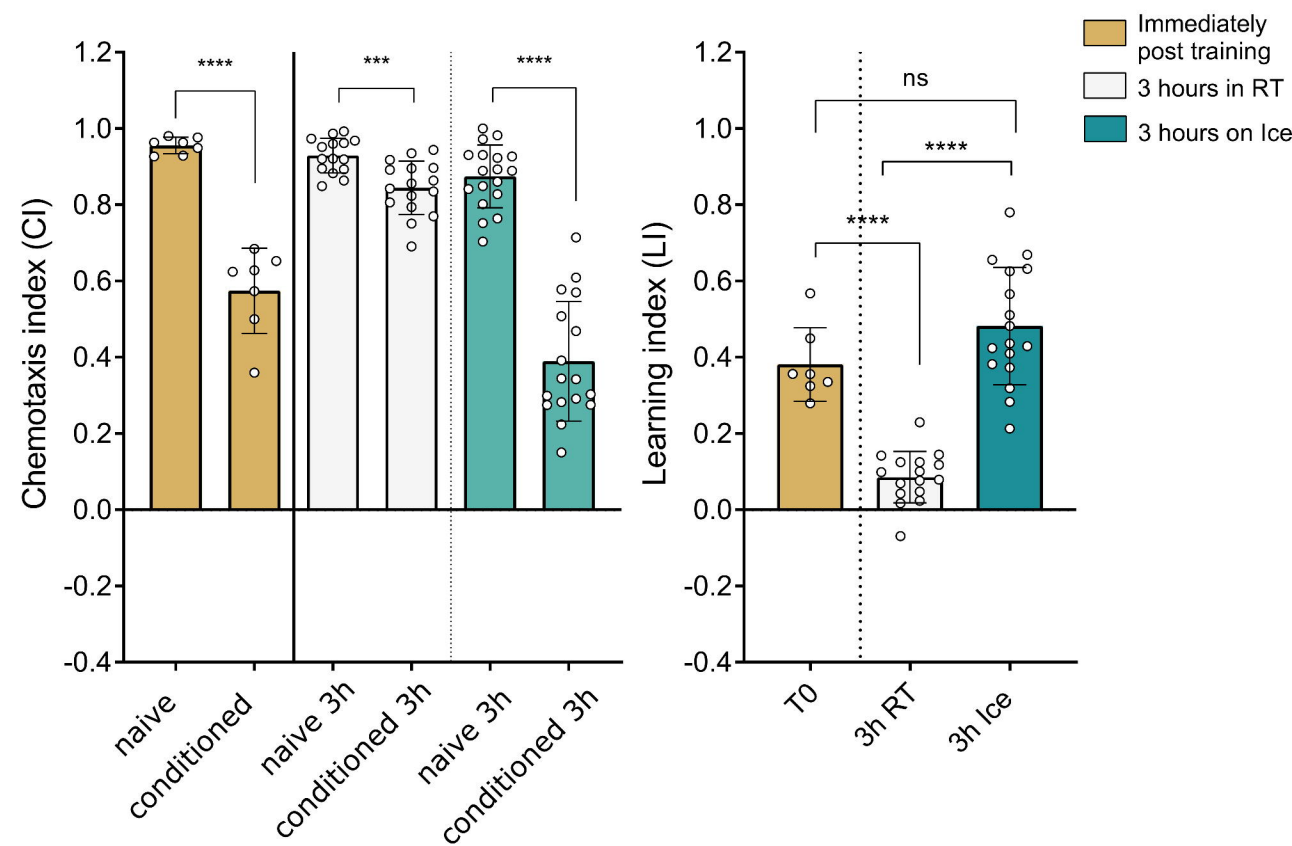 Immediately
post training
3 hours in RT
3 hours on Ice
Chemotaxis index (CI)
1.2
1.0
0.8
0.6
0.4
0.2
0.0
-0.2
-0.4
****
***
****
naive
conditioned
naive 3h
conditioned 3h
naive 3h
conditioned 3h
Learning index (LI)
1.2
1.0
0.8
0.6
0.4
0.2
0.0
-0.2
-0.4
ns
****
****
T0
3h RT
3h Ice